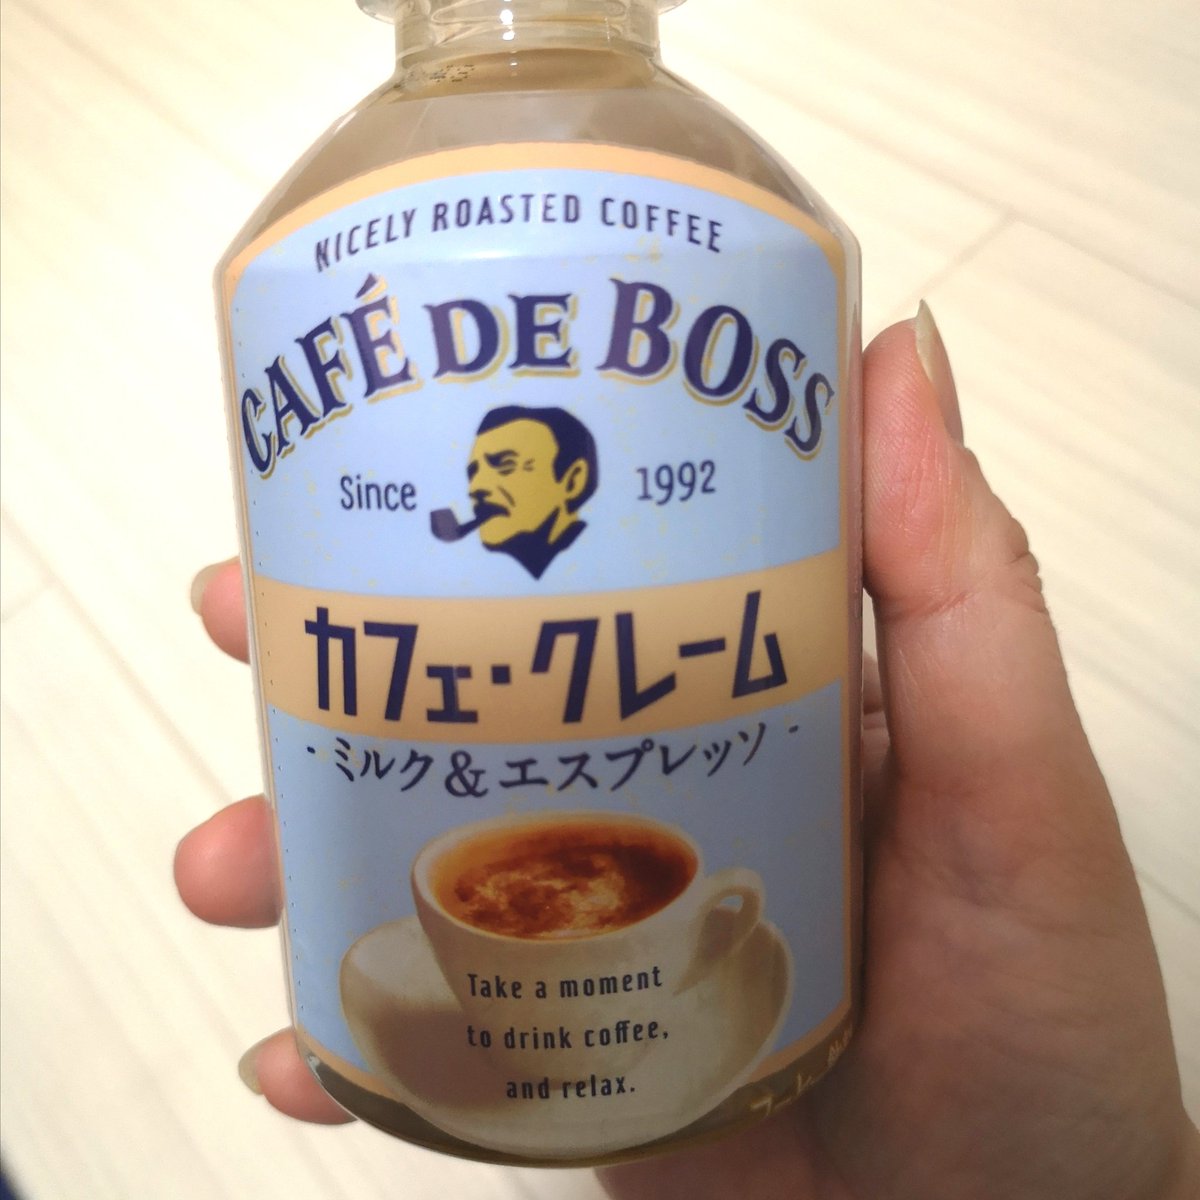 NICELY ROASTED COFFEE
CAFÉ DE BOSS
Since 1992
カフェ・クレーム
- ミルク&エスプレッソ -
Take a moment
to drink coffee,
and relax.